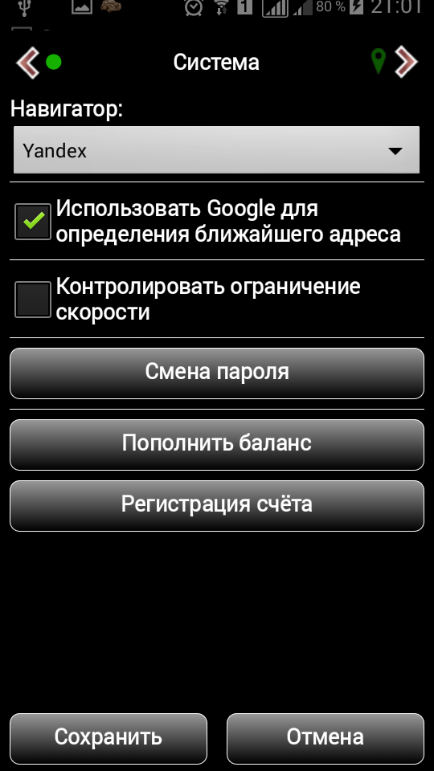 1 80 % 21:01
Система
Навигатор:
Yandex
Использовать Google для
определения ближайшего адреса
Контролировать ограничение
скорости
Смена пароля
Пополнить баланс
Регистрация счёта
Сохранить Отмена